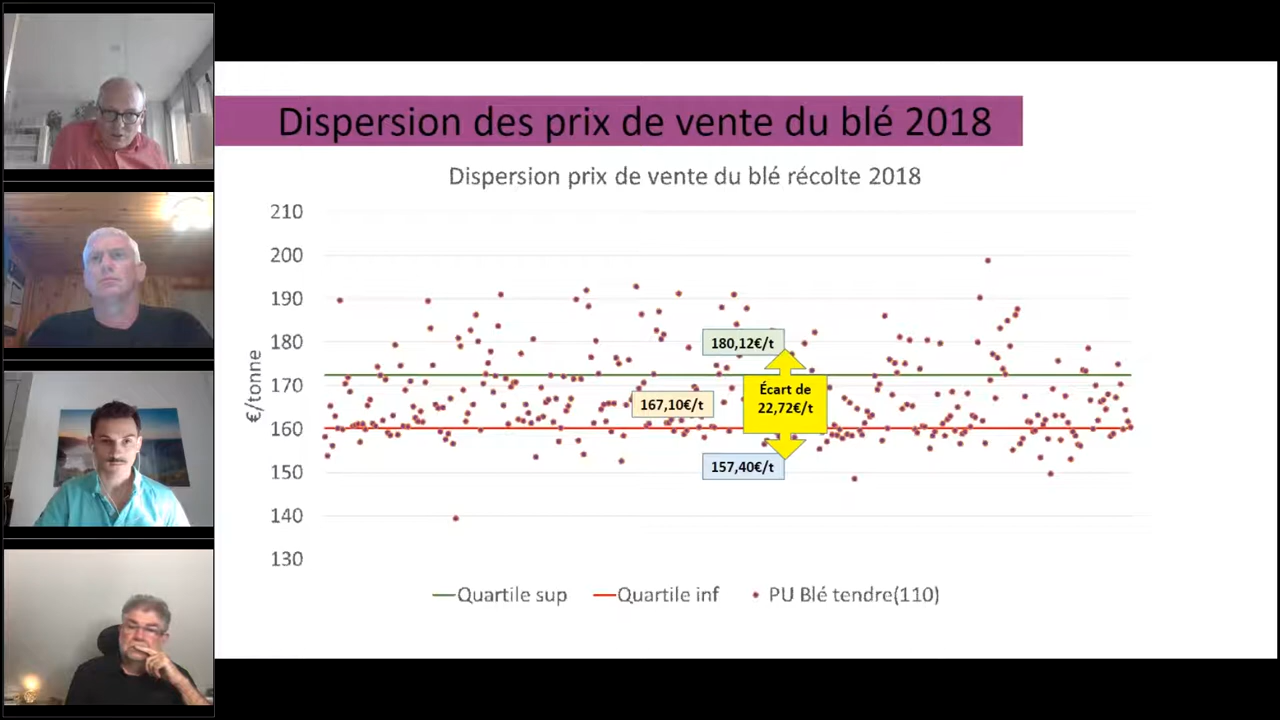 Dispersion des prix de vente du blé 2018
Dispersion prix de vente du blé récolte 2018
210
200
190
180
170
160
150
140
130
€/tonne
180,12€/t
Écart de
22,72€/t
167,10€/t
157,40€/t
Quartile sup
Quartile inf
PU Blé tendre(110)